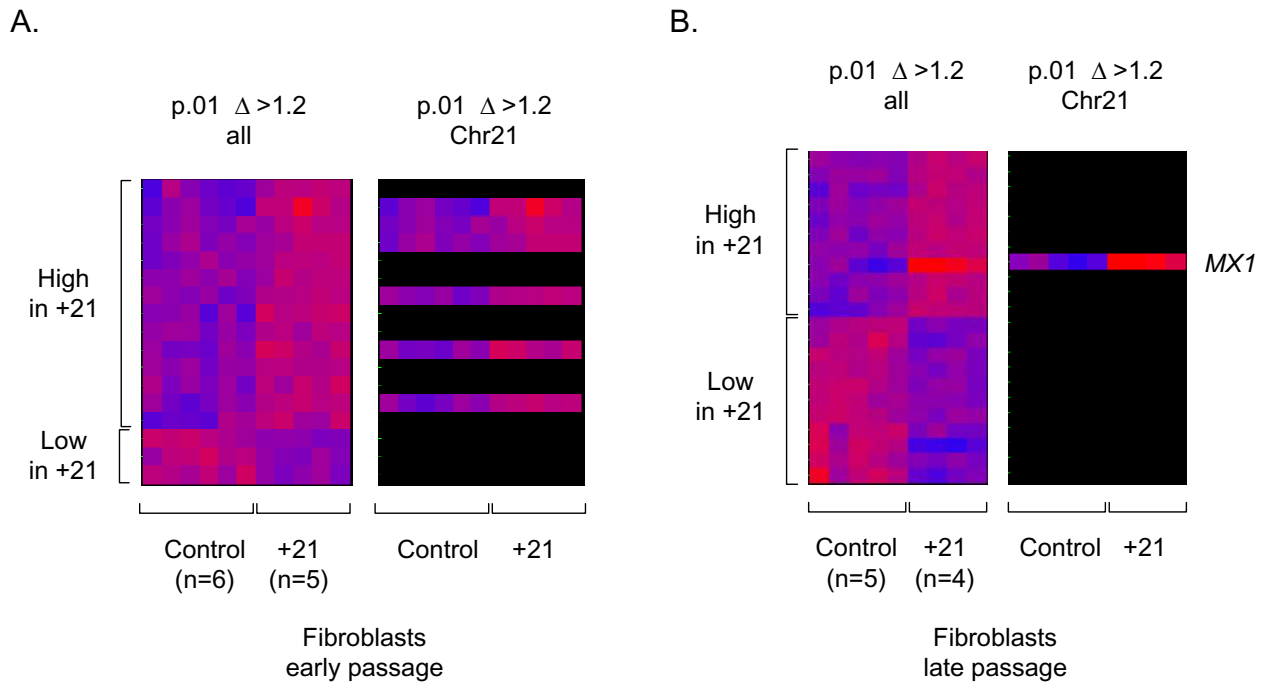 A.
p.01 Δ >1.2
all
p.01 Δ >1.2
Chr21
High
in +21
Low
in +21
Control
(n=6)
+21
(n=5)
Control
+21
Fibroblasts
early passage
B.
p.01 Δ >1.2
all
p.01 Δ >1.2
Chr21
High
in +21
Low
in +21
MX1
Control
(n=5)
+21
(n=4)
Control
+21
Fibroblasts
late passage